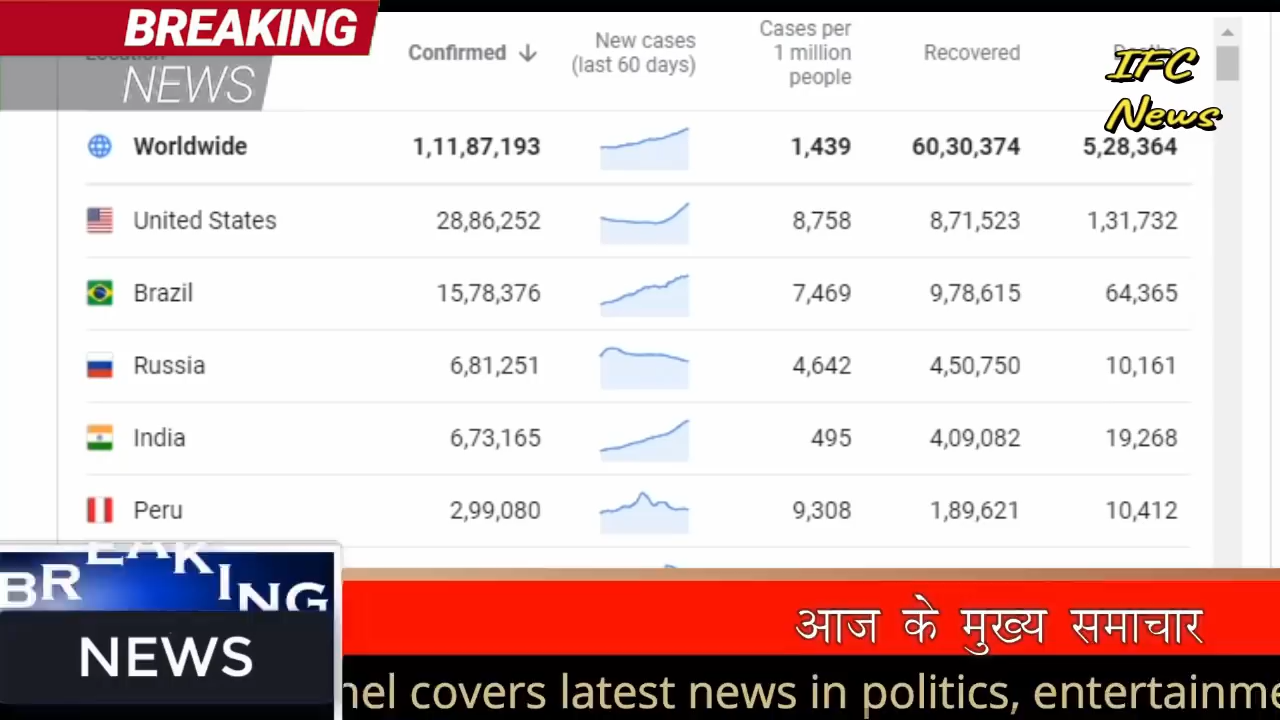 BREAKING
NEWS
Location
Confirmed ↓
New cases
(last 60 days)
Cases per
1 million
people
Recovered
Deaths
IFC
News
Worldwide 1,11,87,193 1,439 60,30,374 5,28,364
United States 28,86,252 8,758 8,71,523 1,31,732
Brazil 15,78,376 7,469 9,78,615 64,365
Russia 6,81,251 4,642 4,50,750 10,161
India 6,73,165 495 4,09,082 19,268
Peru 2,99,080 9,308 1,89,621 10,412
BREAKING
NEWS
आज के मुख्य समाचार
nel covers latest news in politics, entertainme